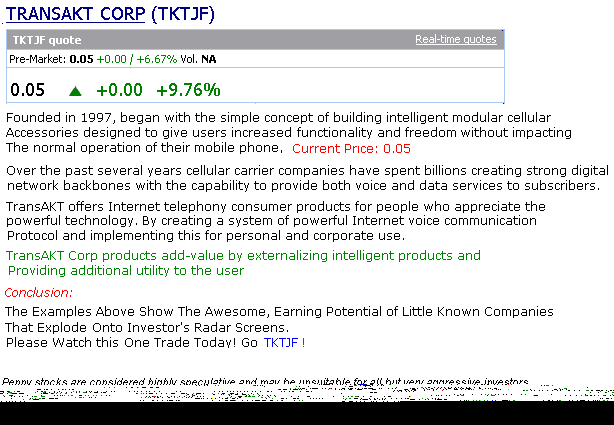 TRANSAKT CORP (TKTJF)
TKTJF quote Real-time quotes
Pre-Market: 0.05 +0.00 / +6.67% Vol. NA
0.05 ▲ +0.00 +9.76%
Founded in 1997, began with the simple concept of building intelligent modular cellular
Accessories designed to give users increased functionality and freedom without impacting
The normal operation of their mobile phone. Current Price: 0.05
Over the past several years cellular carrier companies have spent billions creating strong digital
network backbones with the capability to provide both voice and data services to subscribers.
TransAKT offers Internet telephony consumer products for people who appreciate the
powerful technology. By creating a system of powerful Internet voice communication
Protocol and implementing this for personal and corporate use.
TransAKT Corp products add-value by externalizing intelligent products and
Providing additional utility to the user
Conclusion:
The Examples Above Show The Awesome, Earning Potential of Little Known Companies
That Explode Onto Investor's Radar Screens.
Please Watch this One Trade Today! Go TKTJF !
Penny stocks are considered highly speculative and may be unsuitable for all but very aggressive investors